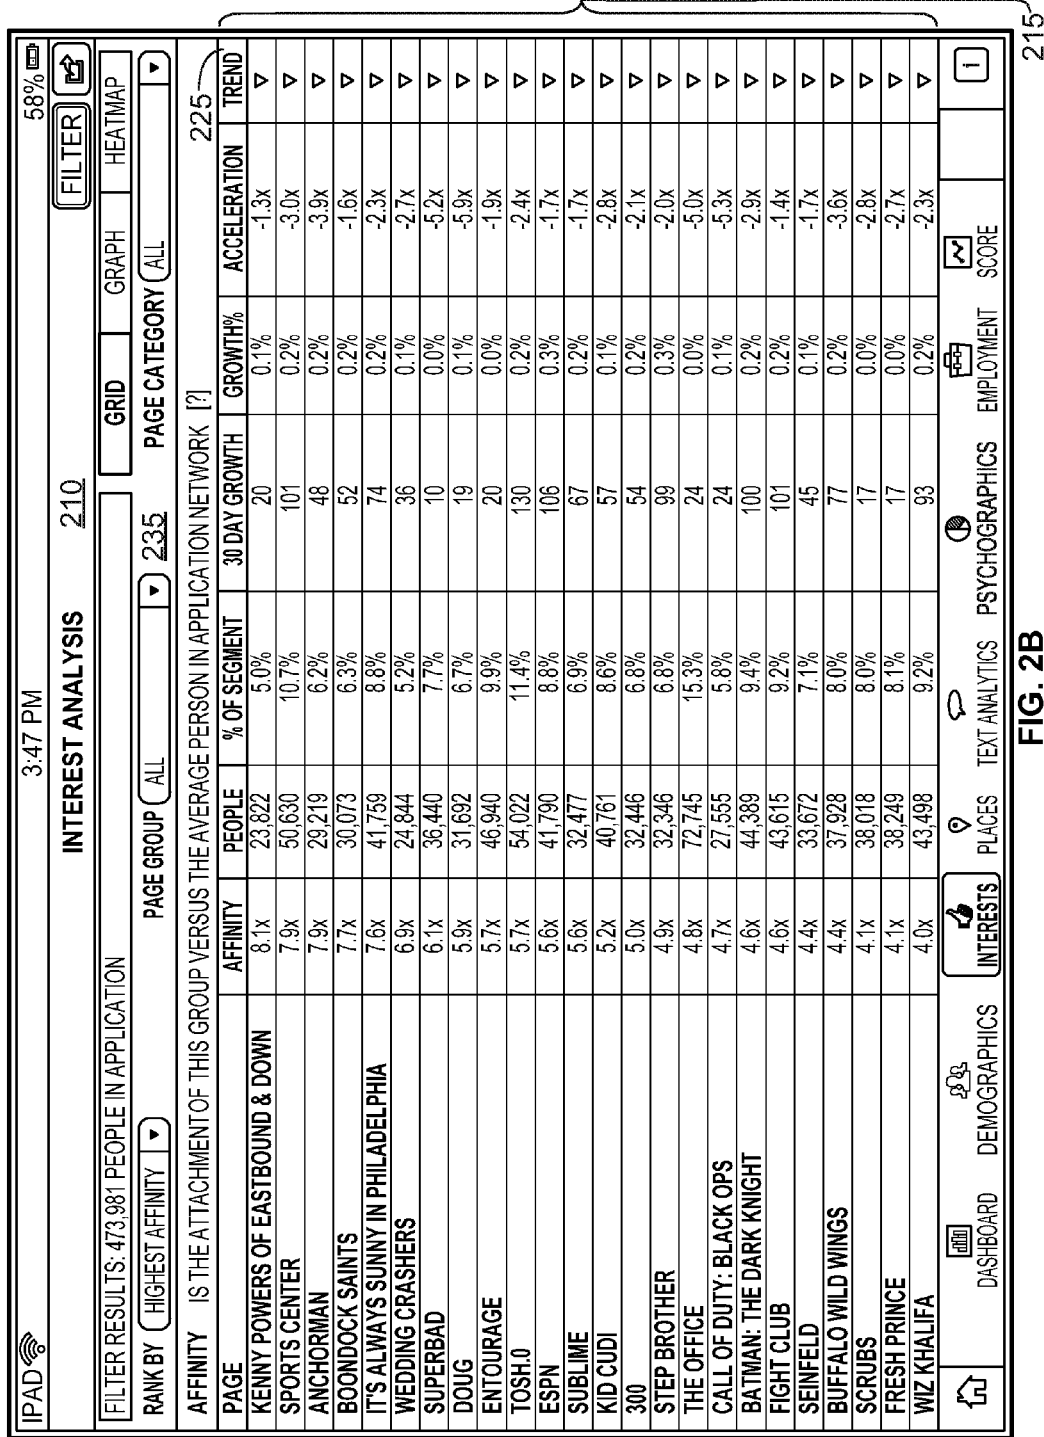 IPAD 3:47 PM 58%
INTEREST ANALYSIS 210 FILTER
FILTER RESULTS: 473,981 PEOPLE IN APPLICATION GRID GRAPH HEATMAP
RANK BY HIGHEST AFFINITY PAGE GROUP ALL 235 PAGE CATEGORY ALL
AFFINITY IS THE ATTACHMENT OF THIS GROUP VERSUS THE AVERAGE PERSON IN APPLICATION NETWORK [?] 225
PAGE AFFINITY PEOPLE % OF SEGMENT 30 DAY GROWTH GROWTH% ACCELERATION TREND
KENNY POWERS OF EASTBOUND & DOWN 8.1x 23,822 5.0% 20 0.1% -1.3x
SPORTS CENTER 7.9x 50,630 10.7% 101 0.2% -3.0x
ANCHORMAN 7.9x 29,219 6.2% 48 0.2% -3.9x
BOONDOCK SAINTS 7.7x 30,073 6.3% 52 0.2% -1.6x
IT'S ALWAYS SUNNY IN PHILADELPHIA 7.6x 41,759 8.8% 74 0.2% -2.3x
WEDDING CRASHERS 6.9x 24,844 5.2% 36 0.1% -2.7x
SUPERBAD 6.1x 36,440 7.7% 10 0.0% -5.2x
DOUG 5.9x 31,692 6.7% 19 0.1% -5.9x
ENTOURAGE 5.7x 46,940 9.9% 20 0.0% -1.9x
TOSH.0 5.7x 54,022 11.4% 130 0.2% -2.4x
ESPN 5.6x 41,790 8.8% 106 0.3% -1.7x
SUBLIME 5.6x 32,477 6.9% 67 0.2% -1.7x
KID CUDI 5.2x 40,761 8.6% 57 0.1% -2.8x
300 5.0x 32,446 6.8% 54 0.2% -2.1x
STEP BROTHER 4.9x 32,346 6.8% 99 0.3% -2.0x
THE OFFICE 4.8x 72,745 15.3% 24 0.0% -5.0x
CALL OF DUTY: BLACK OPS 4.7x 27,555 5.8% 24 0.1% -5.3x
BATMAN: THE DARK KNIGHT 4.6x 44,389 9.4% 100 0.2% -2.9x
FIGHT CLUB 4.6x 43,615 9.2% 101 0.2% -1.4x
SEINFELD 4.4x 33,672 7.1% 45 0.1% -1.7x
BUFFALO WILD WINGS 4.4x 37,928 8.0% 77 0.2% -3.6x
SCRUBS 4.1x 38,018 8.0% 17 0.0% -2.8x
FRESH PRINCE 4.1x 38,249 8.1% 17 0.0% -2.7x
WIZ KHALIFA 4.0x 43,498 9.2% 93 0.2% -2.3x
DASHBOARD DEMOGRAPHICS INTERESTS PLACES TEXT ANALYTICS PSYCHOGRAPHICS EMPLOYMENT SCORE i
215
FIG. 2B